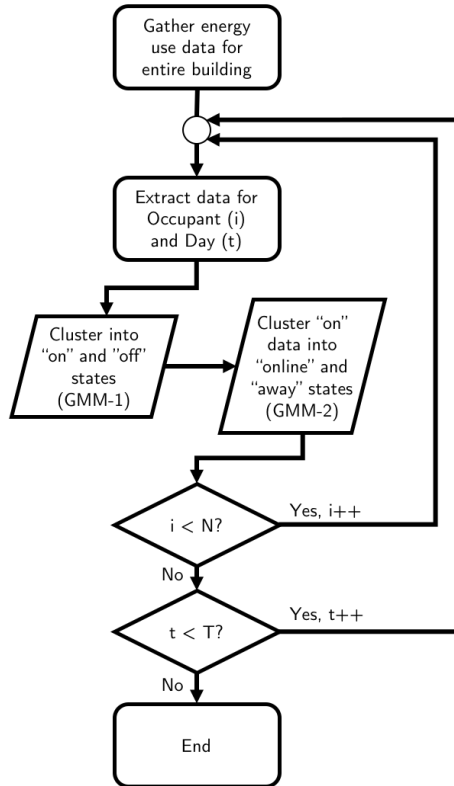 Gather energy
use data for
entire building
Extract data for
Occupant (i)
and Day (t)
Cluster into
“on” and “off”
states
(GMM-1)
Cluster “on”
data into
“online” and
“away” states
(GMM-2)
i < N?
Yes, i++
No
t < T?
Yes, t++
No
End